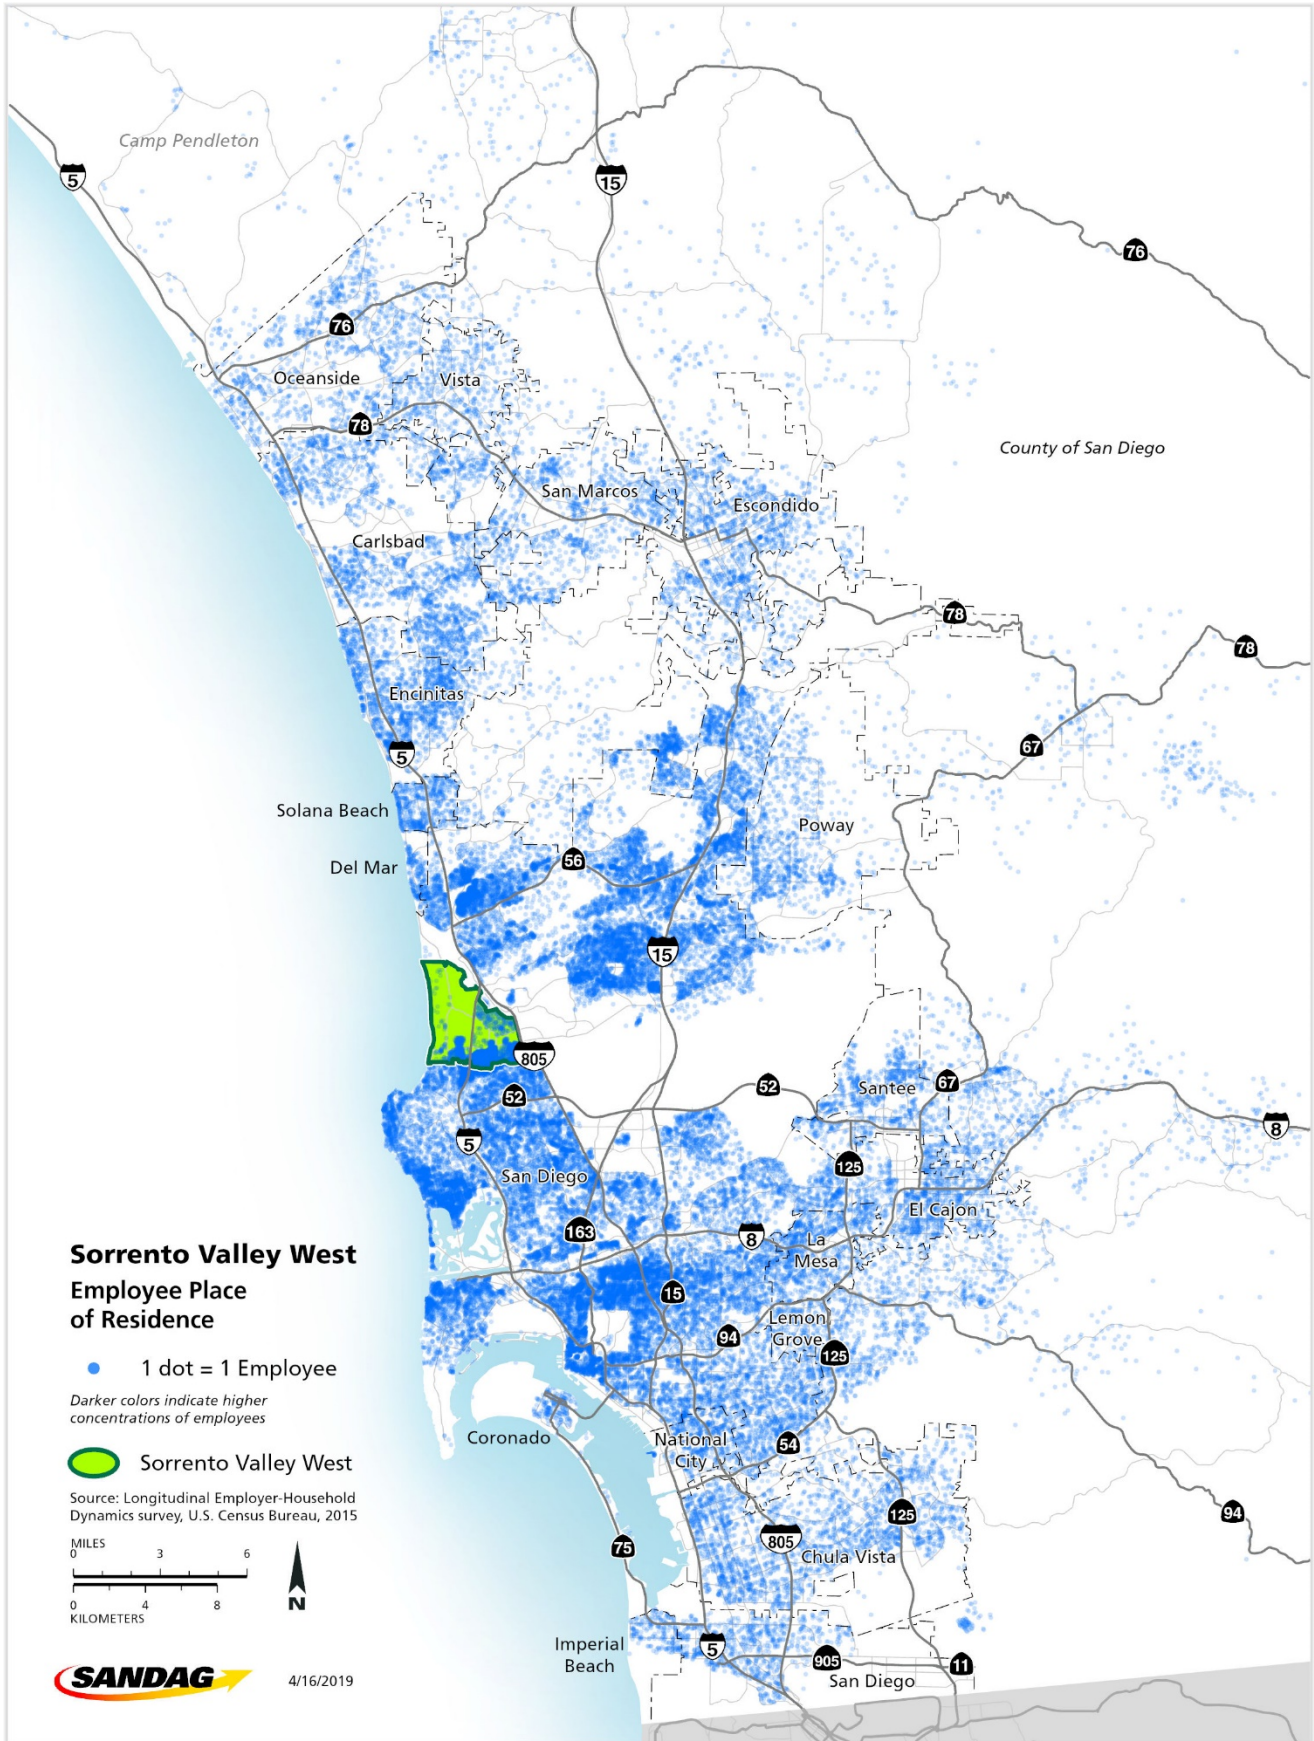 Camp Pendleton
5
15
76
76
Oceanside
Vista
78
County of San Diego
San Marcos
Escondido
Carlsbad
78
78
Encinitas
67
5
Solana Beach
Poway
56
Del Mar
15
805
52
52
Santee
67
5
8
125
San Diego
El Cajon
163
8
La
Mesa
Sorrento Valley West
Employee Place
of Residence
15
Lemon
Grove
94
125
1 dot = 1 Employee
Darker colors indicate higher
concentrations of employees
Coronado
National
City
54
Sorrento Valley West
Source: Longitudinal Employer-Household
Dynamics survey, U.S. Census Bureau, 2015
125
94
805
75
Chula Vista
MILES
0 3 6
0 4 8
KILOMETERS
N
Imperial
Beach
5
905
11
San Diego
SANDAG
4/16/2019